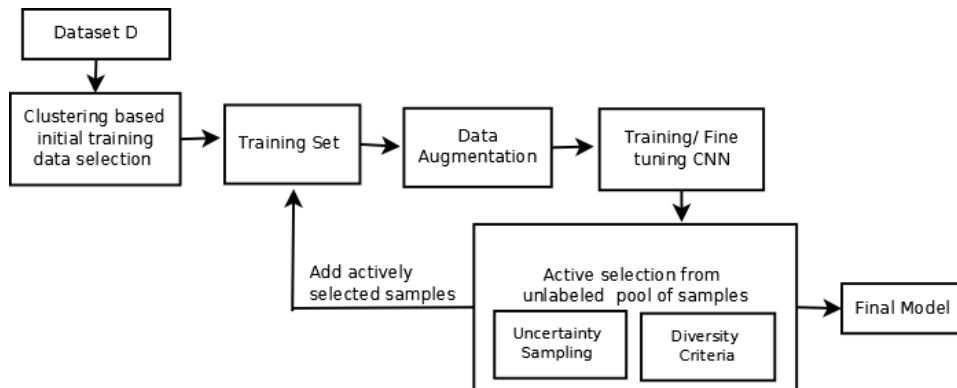 Dataset D
Clustering based
initial training
data selection
Training Set
Data
Augmentation
Training/ Fine
tuning CNN
Add actively
selected samples
Active selection from
unlabeled pool of samples
Uncertainty
Sampling
Diversity
Criteria
Final Model